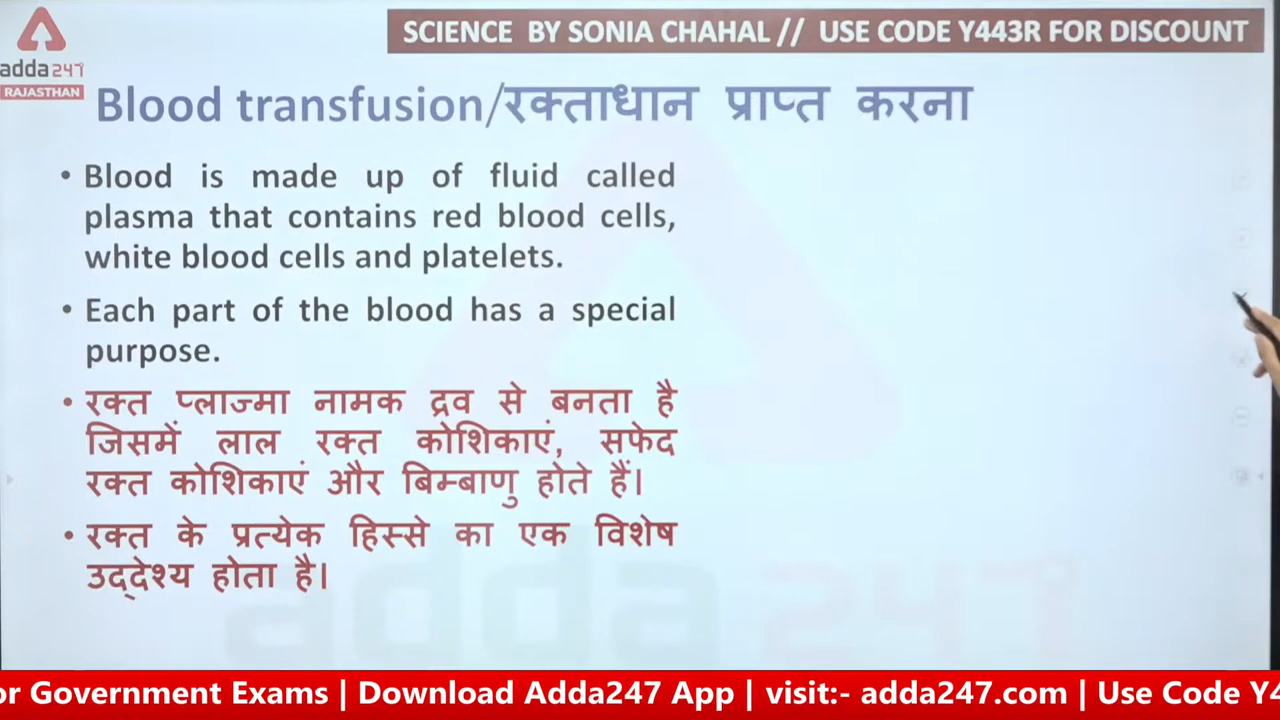 SCIENCE BY SONIA CHAHAL // USE CODE Y443R FOR DISCOUNT
adda247
RAJASTHAN
Blood transfusion/रक्ताधान प्राप्त करना
• Blood is made up of fluid called
plasma that contains red blood cells,
white blood cells and platelets.
• Each part of the blood has a special
purpose.
• रक्त प्लाज्मा नामक द्रव से बनता है
जिसमें लाल रक्त कोशिकाएं, सफेद
रक्त कोशिकाएं और बिम्बाणु होते हैं।
• रक्त के प्रत्येक हिस्से का एक विशेष
उद्देश्य होता है।
adda247
or Government Exams | Download Adda247 App | visit:- adda247.com | Use Code Y4